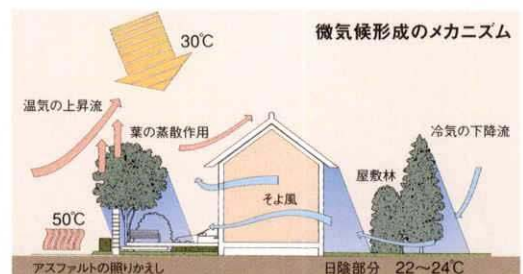 微気候形成のメカニズム
30℃
温気の上昇流
葉の蒸散作用
冷気の下降流
屋敷林
そよ風
50℃
アスファルトの照りかえし
日陰部分 22～24℃